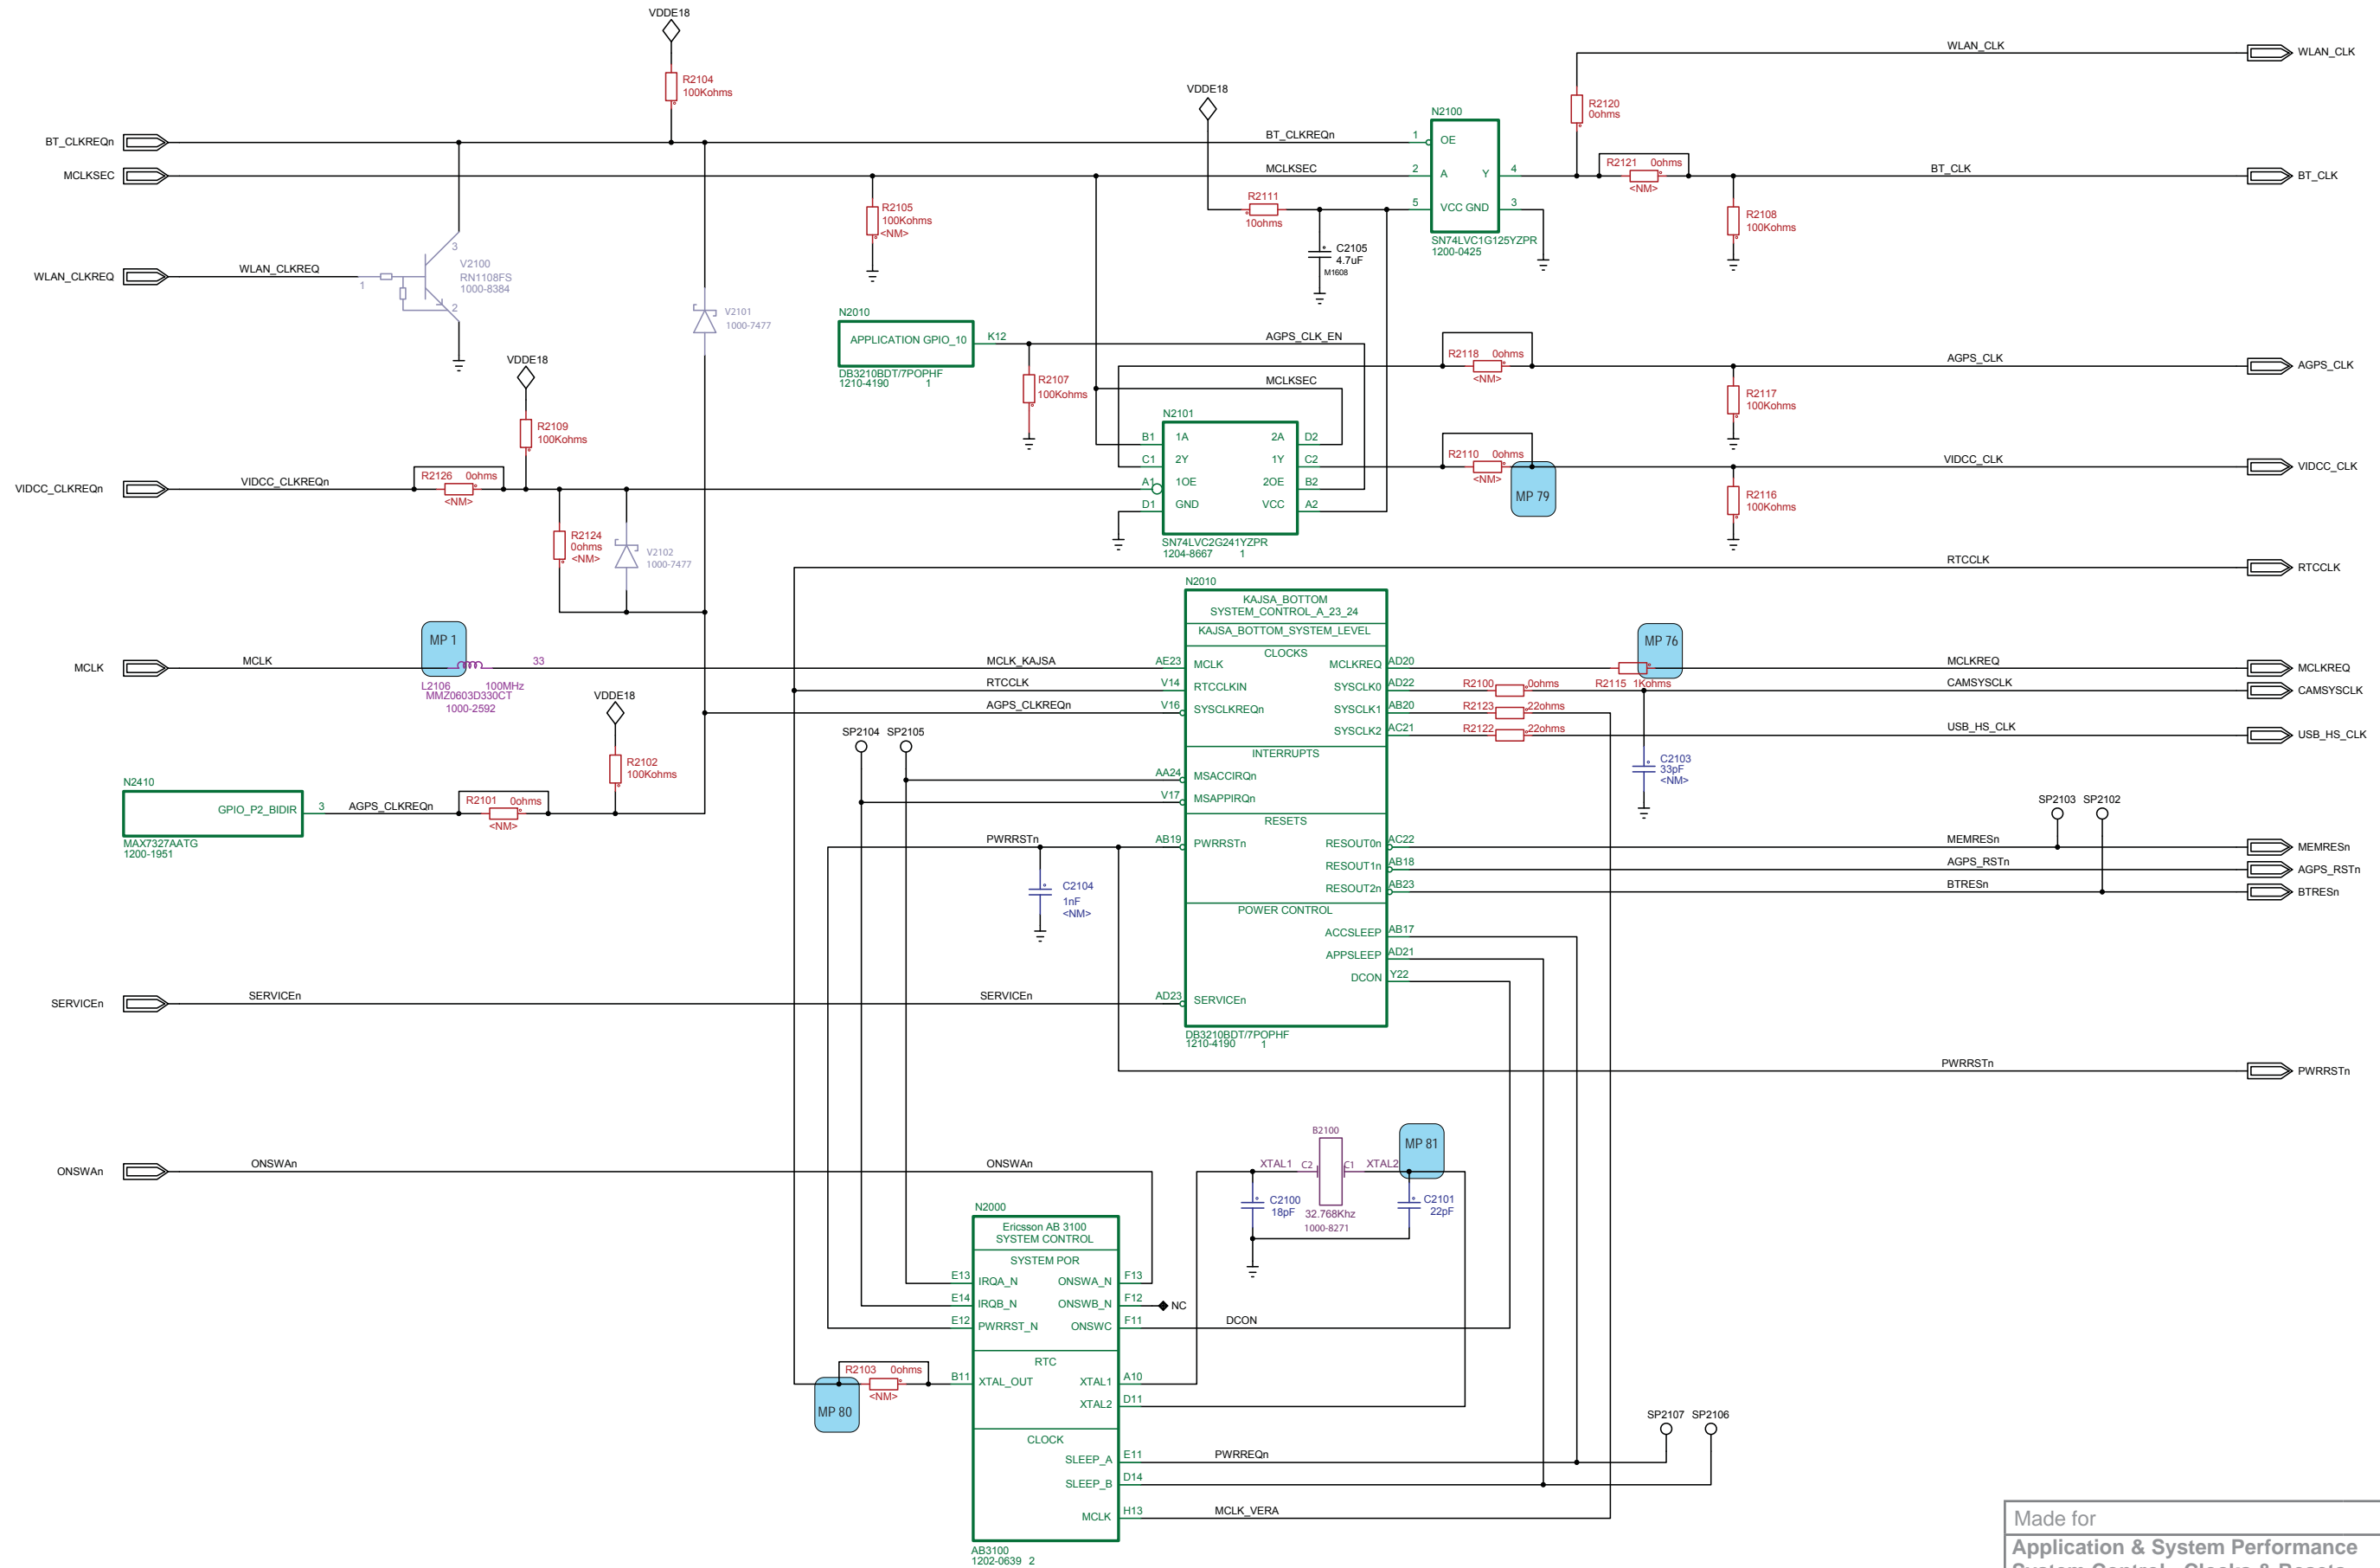 VDDE18
R2104
100Kohms
WLAN_CLK
WLAN_CLK
VDDE18
R2120
0ohms
N2100
BT_CLKREQn
BT_CLKREQn
1
OE
MCLKSEC
MCLKSEC
2
A
Y
4
R2121 0ohms
<NM>
BT_CLK
BT_CLK
R2105
100Kohms
<NM>
R2111
10ohms
5
VCC GND
3
R2108
100Kohms
SN74LVC1G125YZPR
1200-0425
C2105
4.7uF
M1608
WLAN_CLKREQ
WLAN_CLKREQ
1
3
V2100
RN1108FS
1000-8384
2
V2101
1000-7477
N2010
APPLICATION GPIO_10
K12
AGPS_CLK_EN
DB3210BDT/7POPHF
1210-4190 1
R2107
100Kohms
R2118 0ohms
<NM>
AGPS_CLK
AGPS_CLK
MCLKSEC
R2117
100Kohms
VDDE18
R2109
100Kohms
N2101
B1
1A
2A
D2
C1
2Y
1Y
C2
A1
1OE
2OE
B2
D1
GND
VCC
A2
SN74LVC2G241YZPR
1204-8667 1
R2110 0ohms
<NM>
MP 79
VIDCC_CLK
VIDCC_CLK
R2116
100Kohms
VIDCC_CLKREQn
VIDCC_CLKREQn
R2126 0ohms
<NM>
R2124
0ohms
<NM>
V2102
1000-7477
RTCCLK
RTCCLK
N2010
KAJSA_BOTTOM
SYSTEM_CONTROL_A_23_24
KAJSA_BOTTOM_SYSTEM_LEVEL
CLOCKS
MP 1
MCLK
MCLK
33
L2106 100MHz
MMZ0603D330CT
1000-2592
MCLK_KAJSA
AE23
MCLK
MCLKREQ
AD20
MP 76
R2115 1Kohms
MCLKREQ
MCLKREQ
RTCCLK
V14
RTCCLKIN
SYSCLK0
AD22
R2100
0ohms
CAMSYSCLK
CAMSYSCLK
AGPS_CLKREQn
V16
SYSCLKREQn
SYSCLK1
AB20
R2123
22ohms
SYSCLK2
AC21
R2122
22ohms
USB_HS_CLK
USB_HS_CLK
VDDE18
R2102
100Kohms
SP2104 SP2105
INTERRUPTS
AA24
MSACCIRQn
V17
MSAPPIRQn
C2103
33pF
<NM>
N2410
GPIO_P2_BIDIR
3
AGPS_CLKREQn
R2101 0ohms
<NM>
MAX7327AATG
1200-1951
SP2103 SP2102
RESETS
PWRRSTn
AB19
PWRRSTn
RESOUT0n
AC22
MEMRESn
MEMRESn
RESOUT1n
AB18
AGPS_RSTn
AGPS_RSTn
RESOUT2n
AB23
BTRESn
BTRESn
C2104
1nF
<NM>
POWER CONTROL
ACCSLEEP
AB17
APPSLEEP
AD21
DCON
Y22
SERVICEn
SERVICEn
SERVICEn
AD23
SERVICEn
DB3210BDT/7POPHF
1210-4190 1
PWRRSTn
PWRRSTn
B2100
MP 81
ONSWAn
ONSWAn
ONSWAn
XTAL1
C2
C1
XTAL2
C2100
18pF
32.768Khz
1000-8271
C2101
22pF
N2000
Ericsson AB 3100
SYSTEM CONTROL
SYSTEM POR
E13
IRQA_N
ONSWA_N
F13
E14
IRQB_N
ONSWB_N
F12
NC
E12
PWRRST_N
ONSWC
F11
DCON
RTC
R2103 0ohms
<NM>
MP 80
B11
XTAL_OUT
XTAL1
A10
XTAL2
D11
CLOCK
SP2107 SP2106
SLEEP_A
E11
PWRREQn
SLEEP_B
D14
MCLK
H13
MCLK_VERA
AB3100
1202-0639 2
Made for
Application & System Performance
System Control - Clocks & Resets